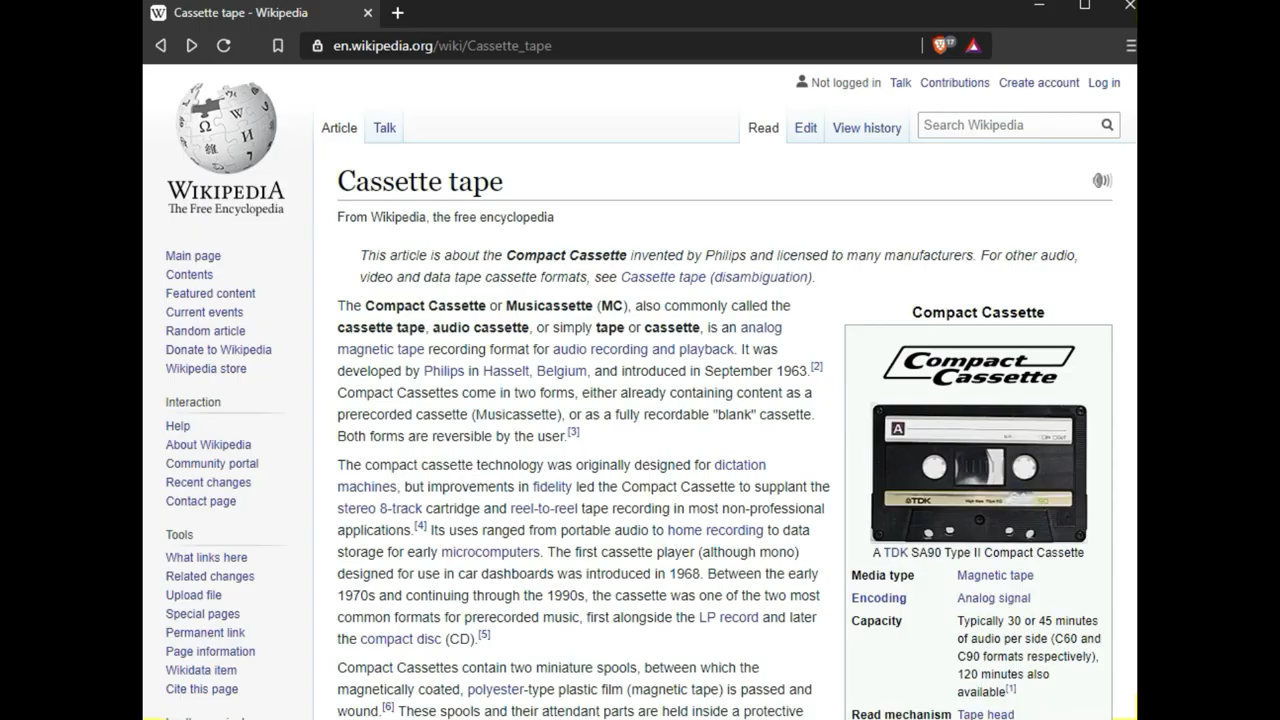 Cassette tape - Wikipedia
en.wikipedia.org/wiki/Cassette_tape
17
Not logged in Talk Contributions Create account Log in
Article Talk Read Edit View history Search Wikipedia
WIKIPEDIA
The Free Encyclopedia
Main page
Contents
Featured content
Current events
Random article
Donate to Wikipedia
Wikipedia store
Interaction
Help
About Wikipedia
Community portal
Recent changes
Contact page
Tools
What links here
Related changes
Upload file
Special pages
Permanent link
Page information
Wikidata item
Cite this page
Cassette tape
From Wikipedia, the free encyclopedia
This article is about the Compact Cassette invented by Philips and licensed to many manufacturers. For other audio,
video and data tape cassette formats, see Cassette tape (disambiguation).
The Compact Cassette or Musicassette (MC), also commonly called the
cassette tape, audio cassette, or simply tape or cassette, is an analog
magnetic tape recording format for audio recording and playback. It was
developed by Philips in Hasselt, Belgium, and introduced in September 1963.[2]
Compact Cassettes come in two forms, either already containing content as a
prerecorded cassette (Musicassette), or as a fully recordable "blank" cassette.
Both forms are reversible by the user.[3]
The compact cassette technology was originally designed for dictation
machines, but improvements in fidelity led the Compact Cassette to supplant the
stereo 8-track cartridge and reel-to-reel tape recording in most non-professional
applications.[4] Its uses ranged from portable audio to home recording to data
storage for early microcomputers. The first cassette player (although mono)
designed for use in car dashboards was introduced in 1968. Between the early
1970s and continuing through the 1990s, the cassette was one of the two most
common formats for prerecorded music, first alongside the LP record and later
the compact disc (CD).[5]
Compact Cassettes contain two miniature spools, between which the
magnetically coated, polyester-type plastic film (magnetic tape) is passed and
wound.[6] These spools and their attendant parts are held inside a protective
Compact Cassette
Compact
Cassette
A
TDK
A TDK SA90 Type II Compact Cassette
Media type Magnetic tape
Encoding Analog signal
Capacity Typically 30 or 45 minutes
of audio per side (C60 and
C90 formats respectively),
120 minutes also
available[1]
Read mechanism Tape head